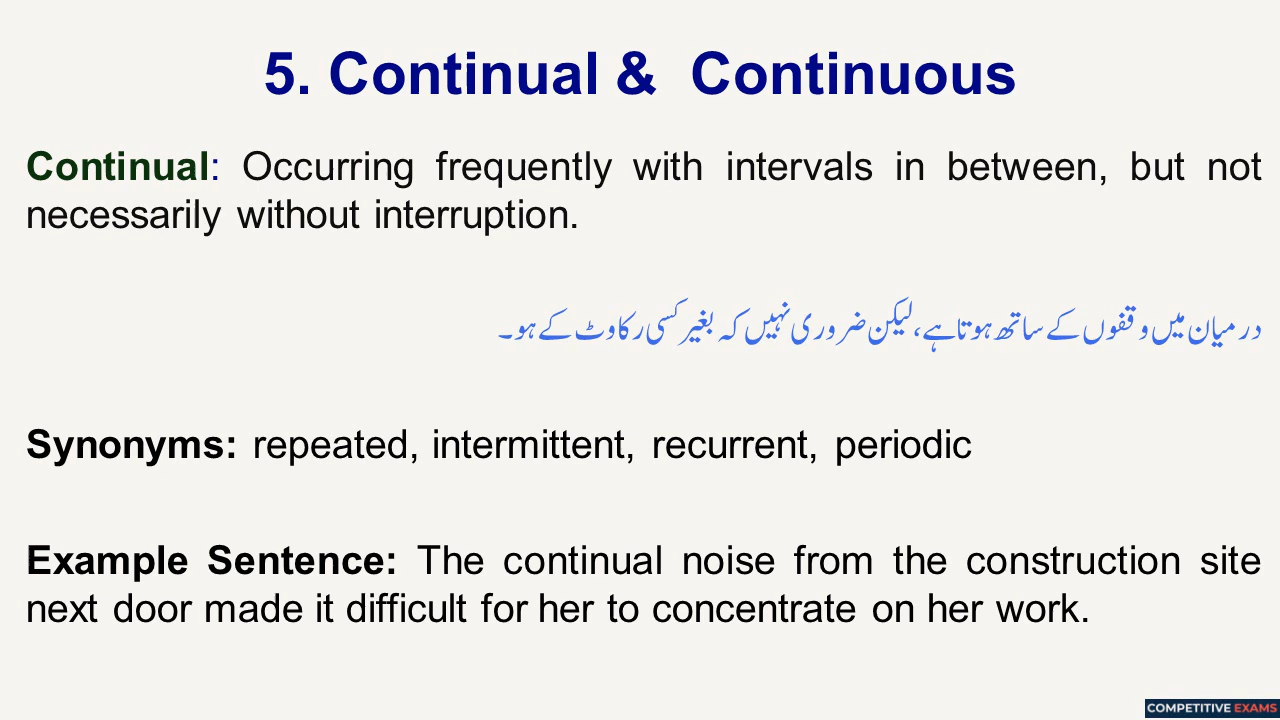 5. Continual & Continuous
Continual: Occurring frequently with intervals in between, but not
necessarily without interruption.
درمیان میں وقفوں کے ساتھ ہوتا ہے، لیکن ضروری نہیں کہ بغیر کسی رکاوٹ کے ہو۔
Synonyms: repeated, intermittent, recurrent, periodic
Example Sentence: The continual noise from the construction site
next door made it difficult for her to concentrate on her work.
COMPETITIVE EXAMS